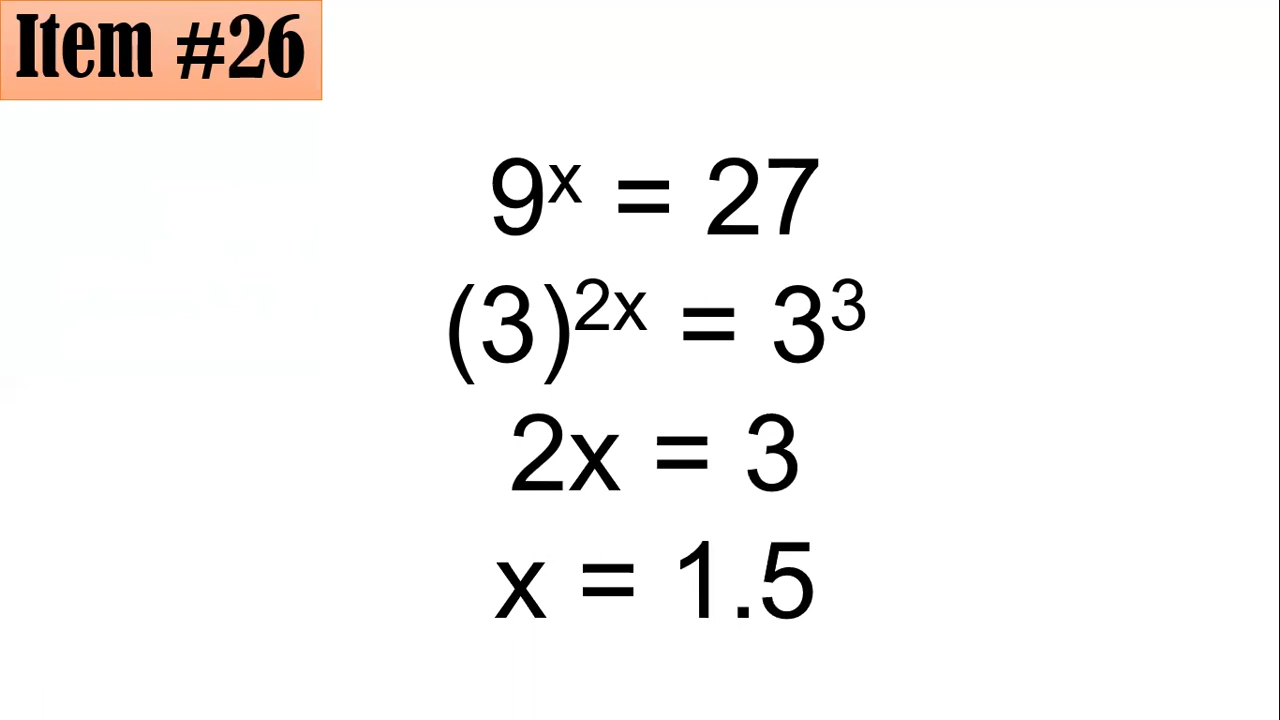 Item #26
9ˣ = 27
(3)²ˣ = 3³
2x = 3
x = 1.5